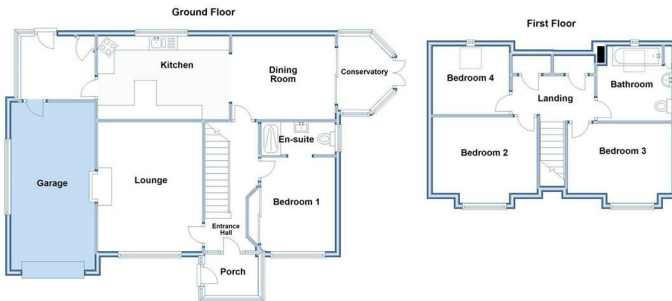 Ground Floor
Kitchen
Dining
Room
Conservatory
En-suite
Garage
Lounge
Bedroom 1
Entrance
Hall
Porch
First Floor
Bedroom 4
Landing
Bathroom
Bedroom 2
Bedroom 3